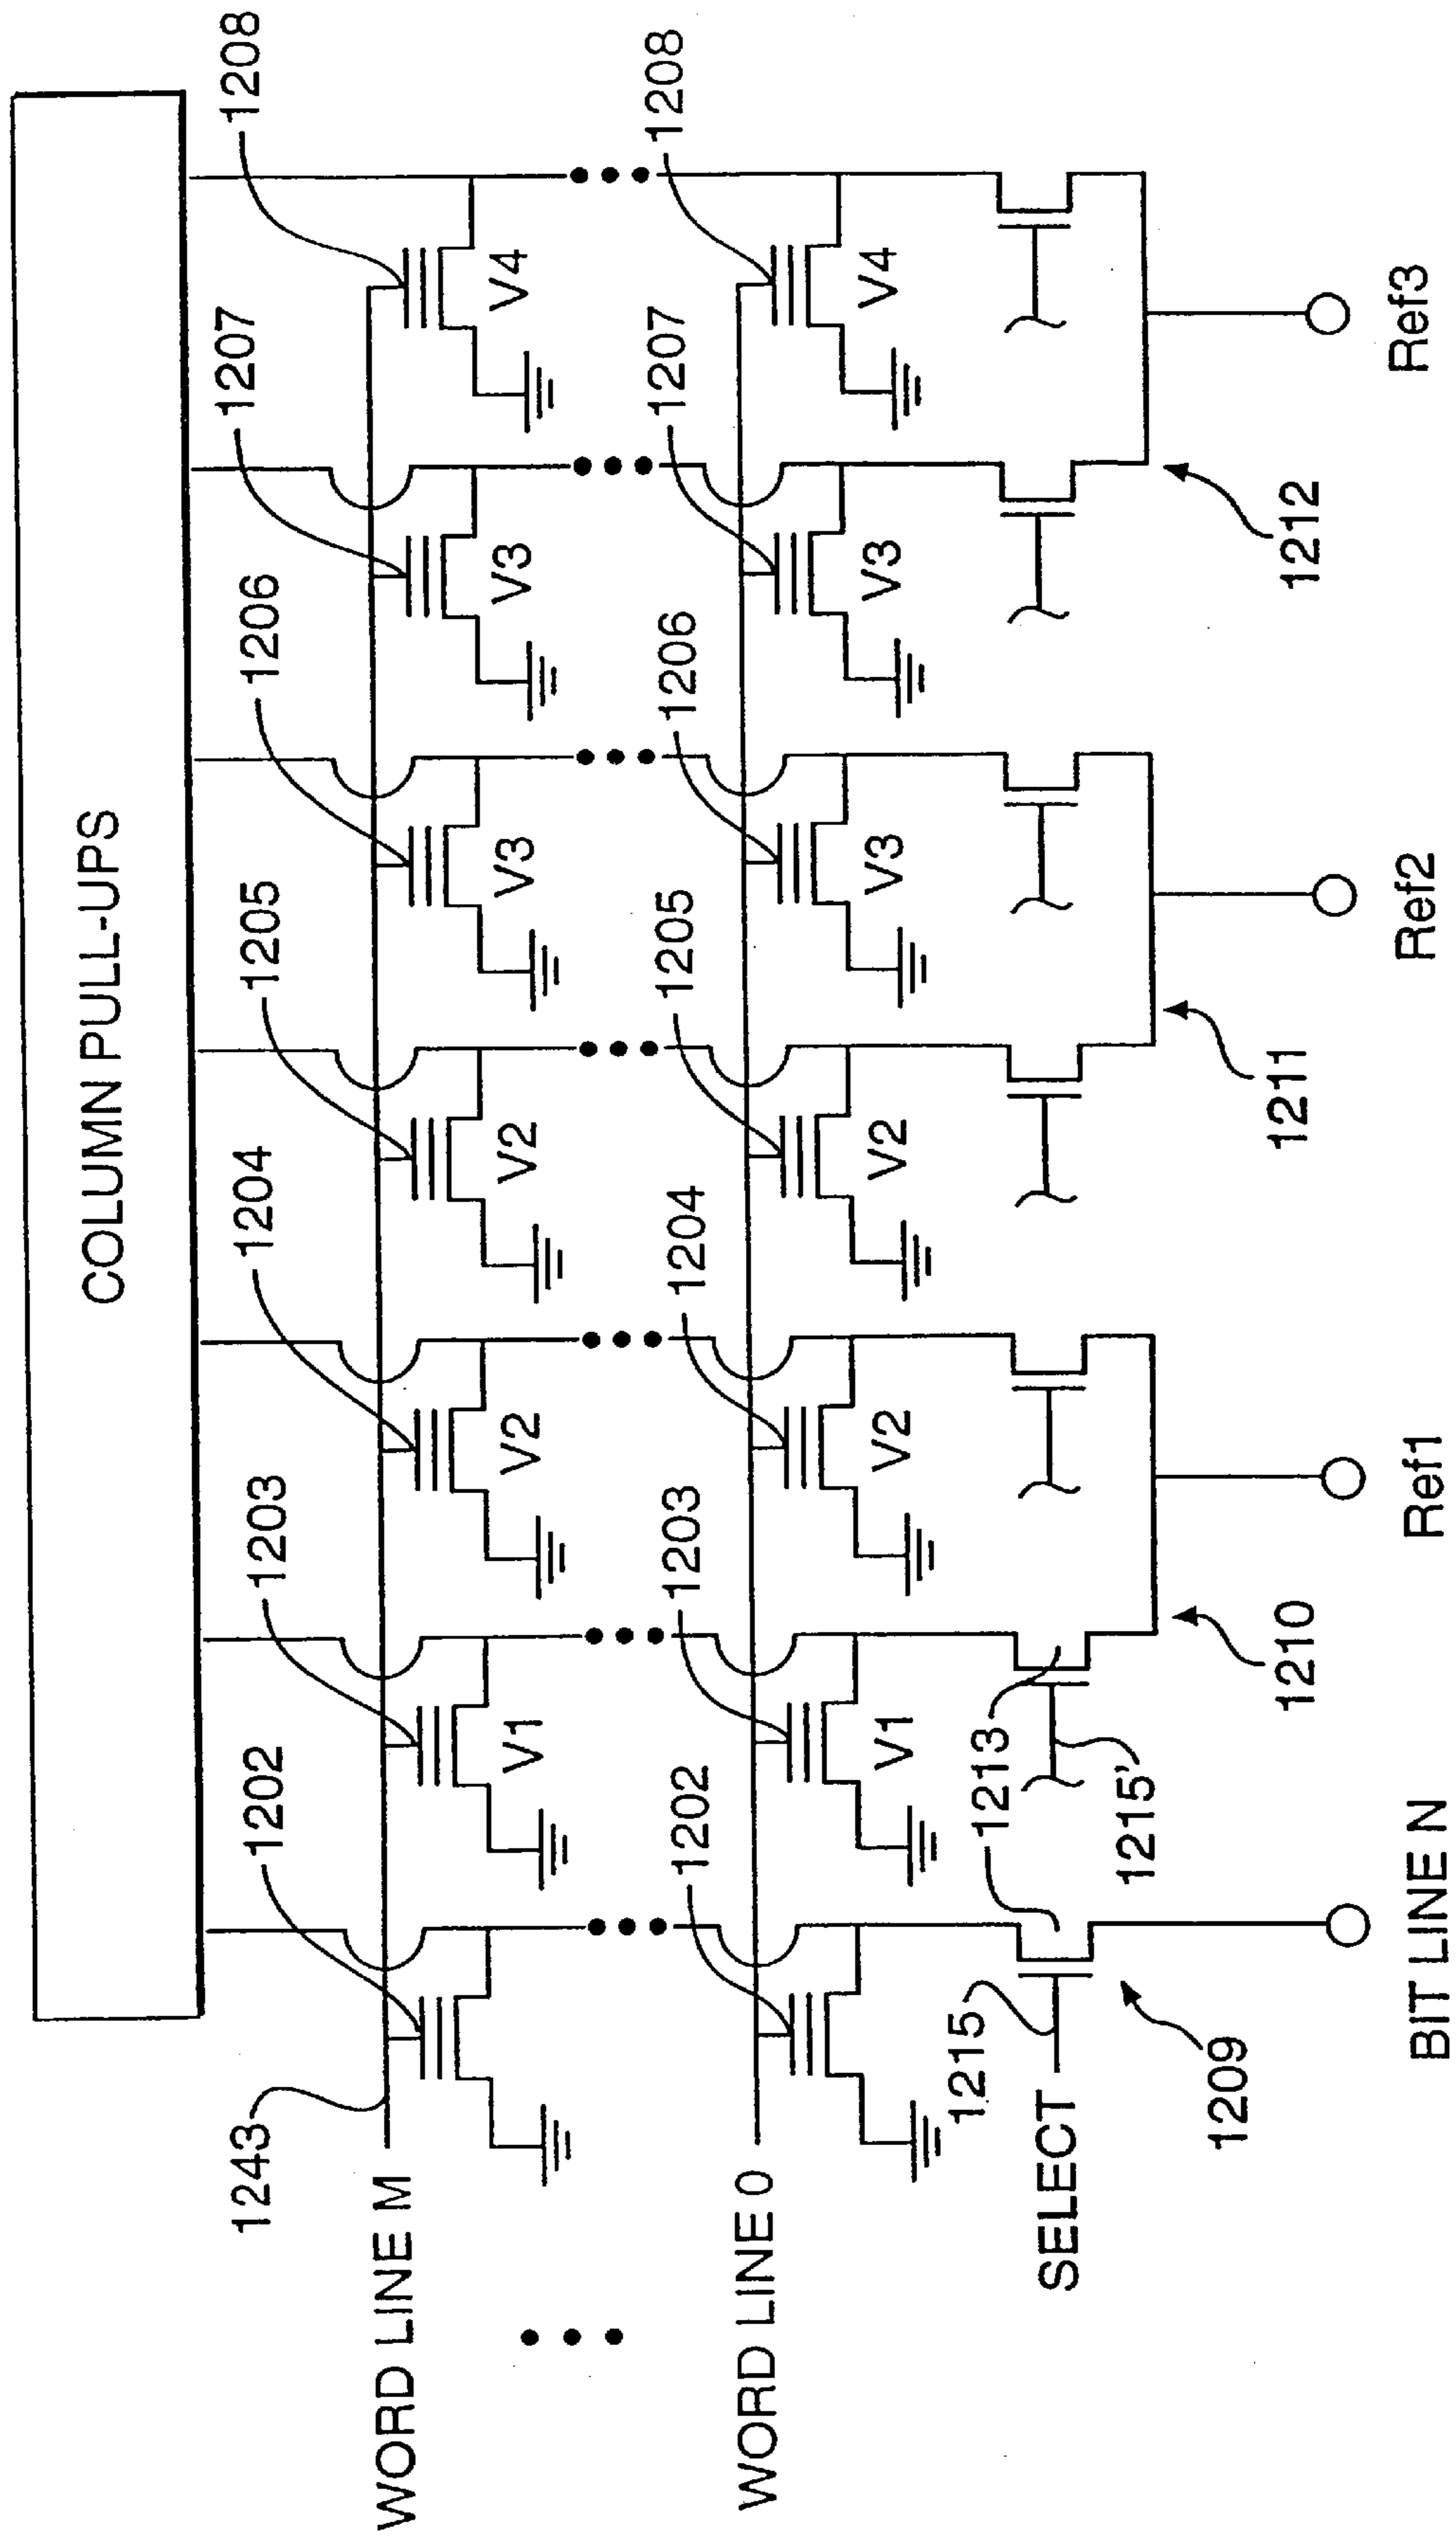 COLUMN PULL-UPS
1243
1202
1203
1204
1205
1206
1207
1208
WORD LINE M
V1
V2
V2
V3
V3
V4
1202
1203
1204
1205
1206
1207
1208
WORD LINE 0
V1
V2
V2
V3
V3
V4
SELECT
1215
1213
1215'
1209
1210
1211
1212
BIT LINE N
Ref1
Ref2
Ref3